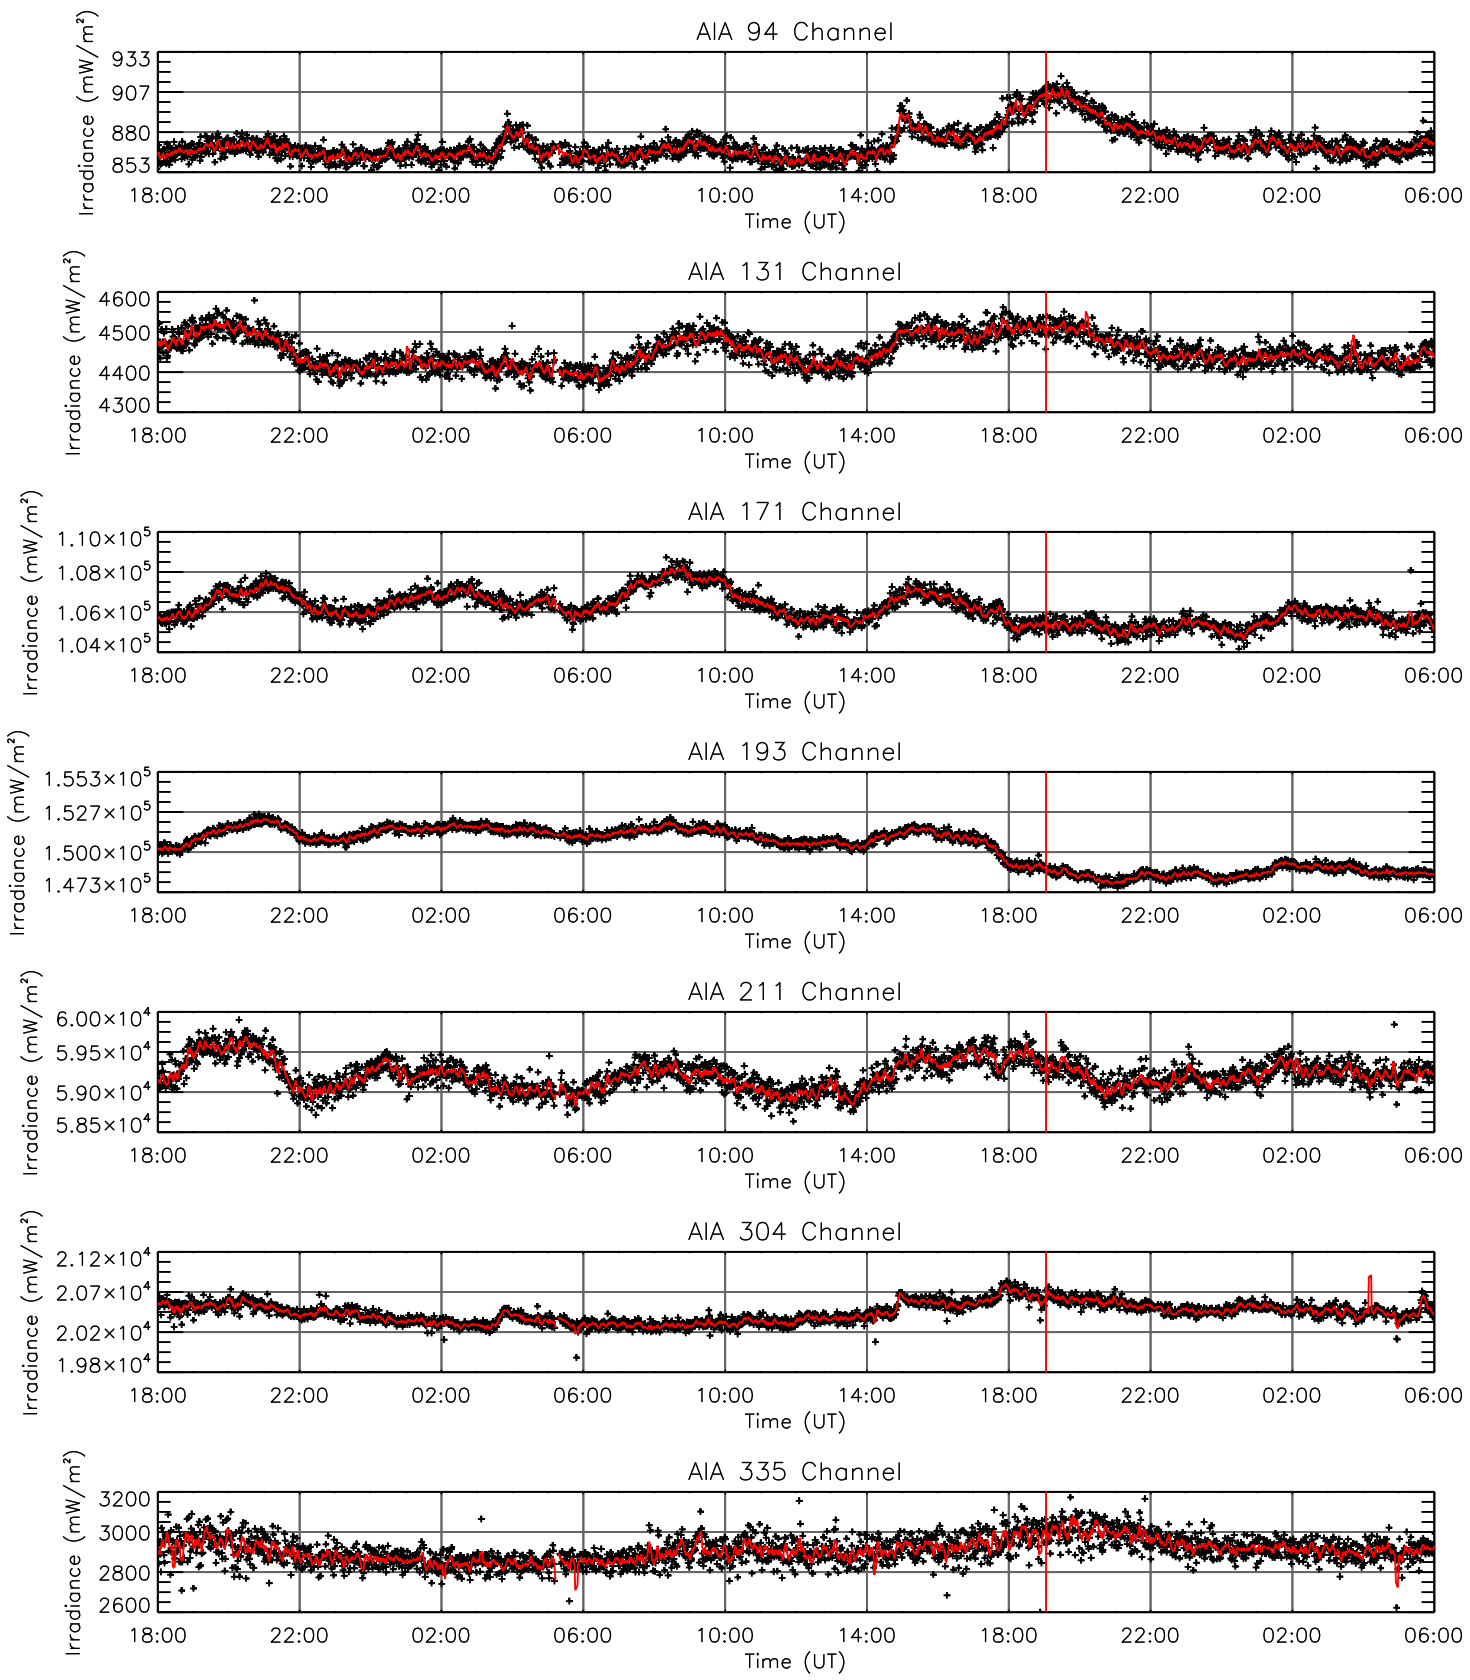 AIA 94 Channel
Irradiance (mW/m²)
933
907
880
853
18:00 22:00 02:00 06:00 10:00 14:00 18:00 22:00 02:00 06:00
Time (UT)
AIA 131 Channel
Irradiance (mW/m²)
4600
4500
4400
4300
18:00 22:00 02:00 06:00 10:00 14:00 18:00 22:00 02:00 06:00
Time (UT)
AIA 171 Channel
Irradiance (mW/m²)
1.10×10⁵
1.08×10⁵
1.06×10⁵
1.04×10⁵
18:00 22:00 02:00 06:00 10:00 14:00 18:00 22:00 02:00 06:00
Time (UT)
AIA 193 Channel
Irradiance (mW/m²)
1.553×10⁵
1.527×10⁵
1.500×10⁵
1.473×10⁵
18:00 22:00 02:00 06:00 10:00 14:00 18:00 22:00 02:00 06:00
Time (UT)
AIA 211 Channel
Irradiance (mW/m²)
6.00×10⁴
5.95×10⁴
5.90×10⁴
5.85×10⁴
18:00 22:00 02:00 06:00 10:00 14:00 18:00 22:00 02:00 06:00
Time (UT)
AIA 304 Channel
Irradiance (mW/m²)
2.12×10⁴
2.07×10⁴
2.02×10⁴
1.98×10⁴
18:00 22:00 02:00 06:00 10:00 14:00 18:00 22:00 02:00 06:00
Time (UT)
AIA 335 Channel
Irradiance (mW/m²)
3200
3000
2800
2600
18:00 22:00 02:00 06:00 10:00 14:00 18:00 22:00 02:00 06:00
Time (UT)